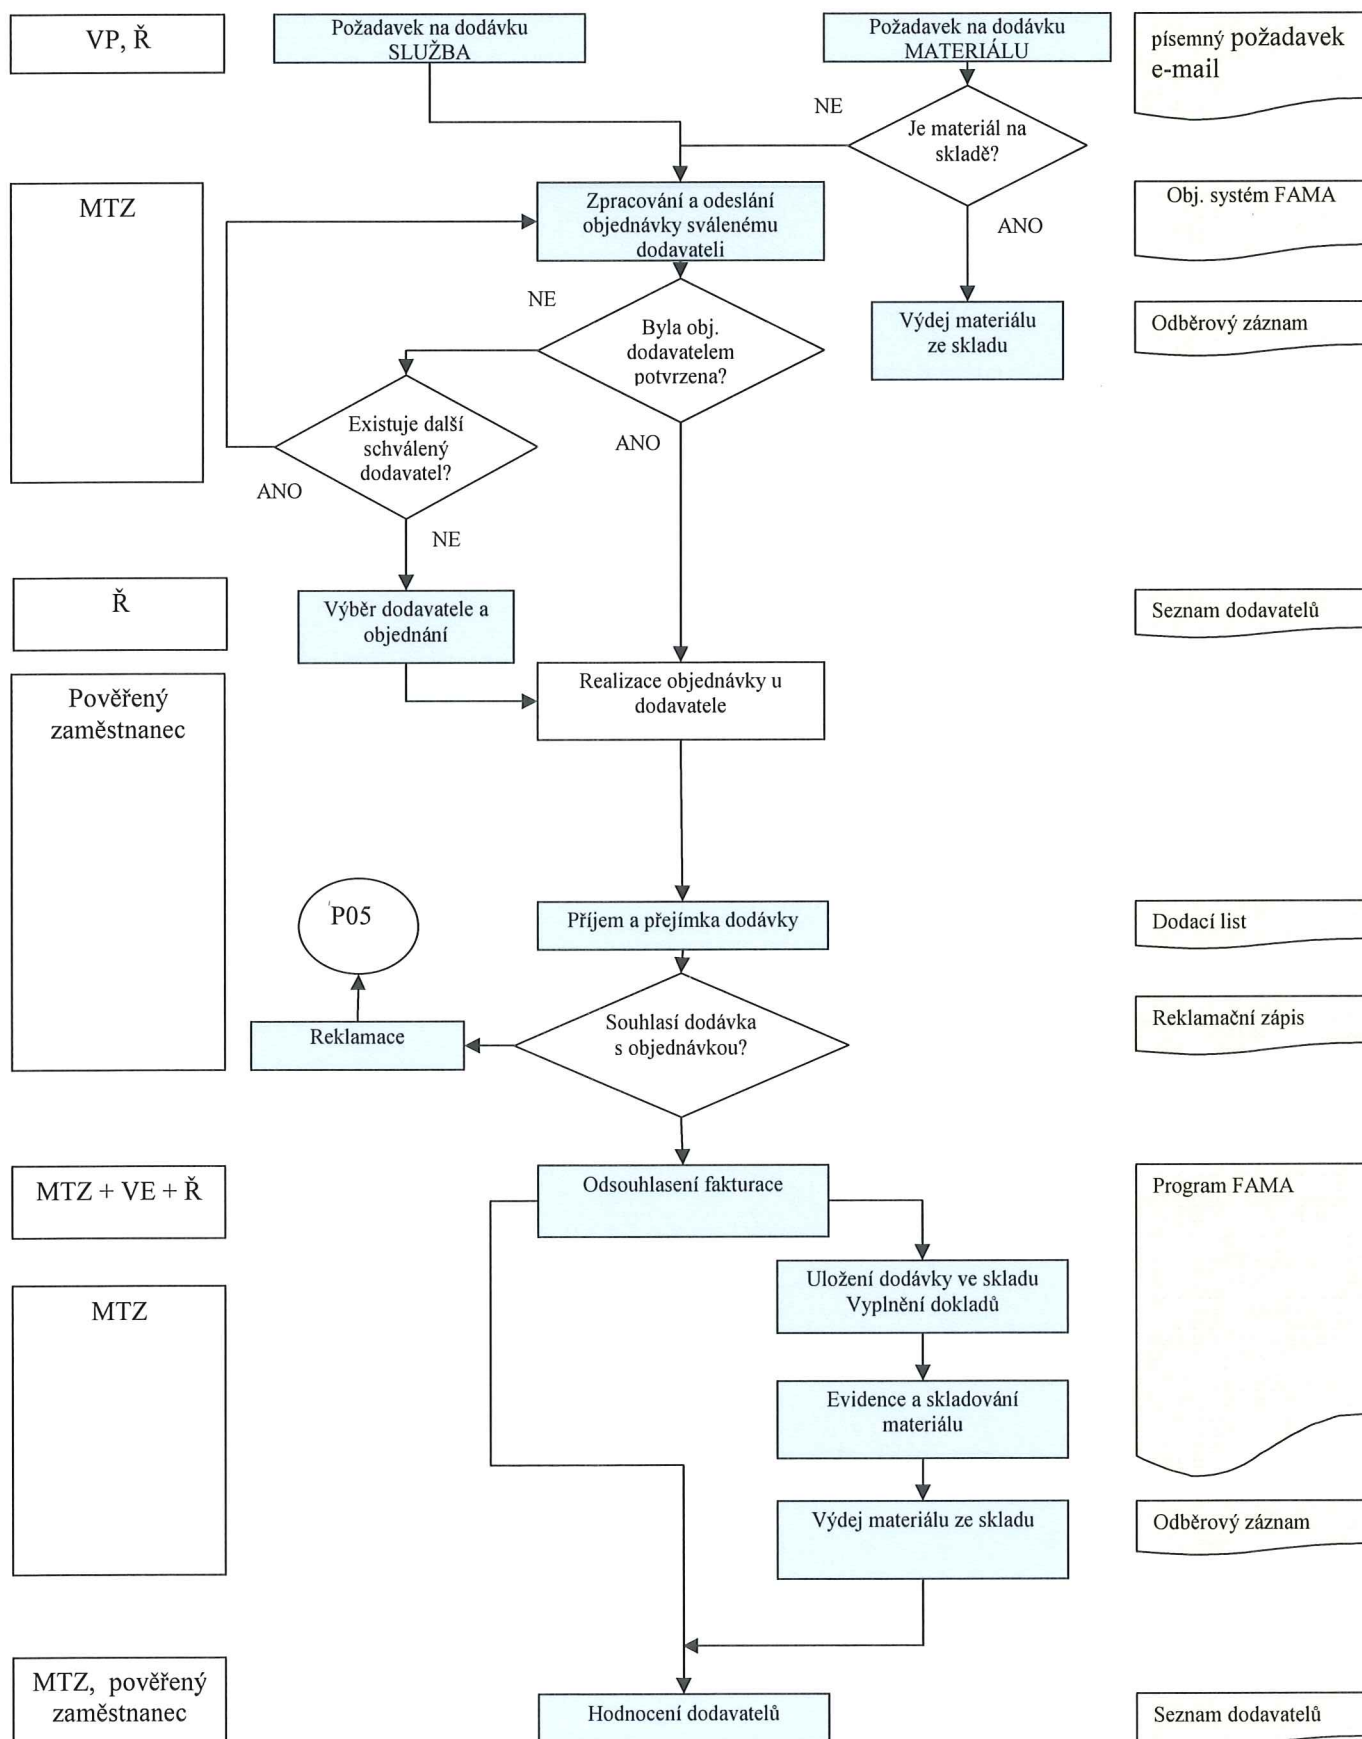 VP, Ř
Požadavek na dodávku
SLUŽBA
Požadavek na dodávku
MATERIÁLU
písemný požadavek
e-mail
NE
Je materiál na
skladě?
MTZ
Zpracování a odeslání
objednávky sválenému
dodavateli
ANO
Obj. systém FAMA
NE
Byla obj.
dodavatelem
potvrzena?
Výdej materiálu
ze skladu
Odběrový záznam
Existuje další
schválený
dodavatel?
ANO
ANO
NE
Ř
Výběr dodavatele a
objednání
Seznam dodavatelů
Pověřený
zaměstnanec
Realizace objednávky u
dodavatele
P05
Příjem a přejímka dodávky
Dodací list
Reklamace
Souhlasí dodávka
s objednávkou?
Reklamační zápis
MTZ + VE + Ř
Odsouhlasení fakturace
Program FAMA
MTZ
Uložení dodávky ve skladu
Vyplnění dokladů
Evidence a skladování
materiálu
Výdej materiálu ze skladu
Odběrový záznam
MTZ, pověřený
zaměstnanec
Hodnocení dodavatelů
Seznam dodavatelů